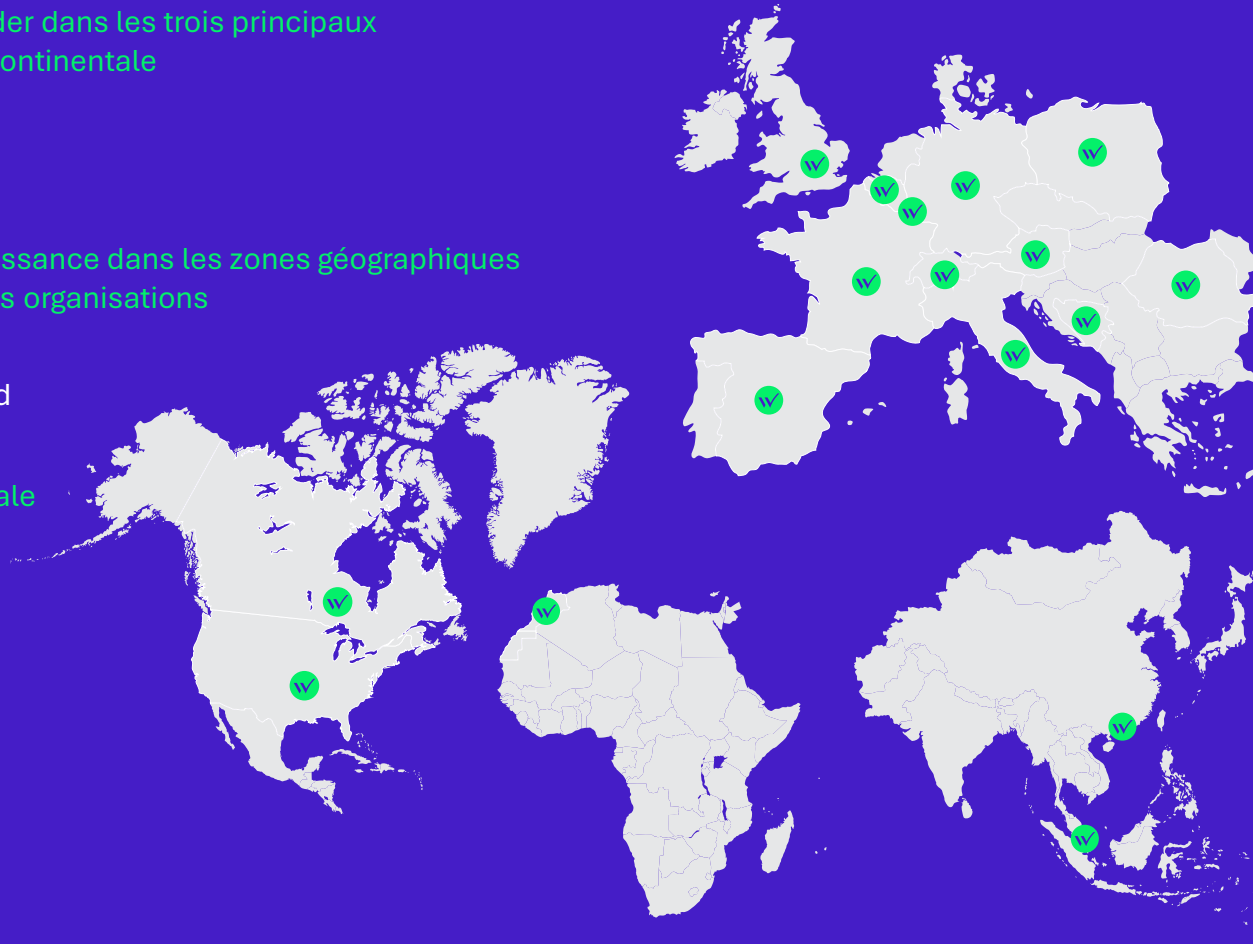 der dans les trois principaux
ontinentale
ssance dans les zones géographiques
s organisations
d
ale